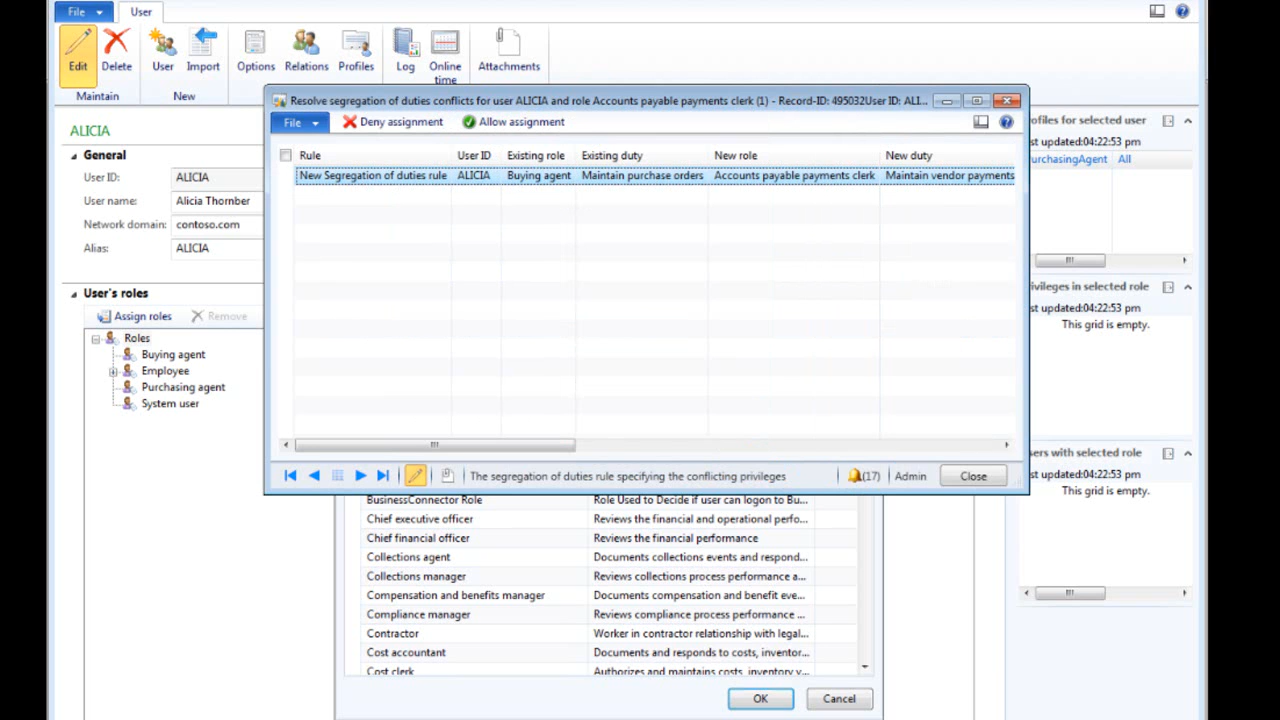 File User
Edit Delete User Import Options Relations Profiles Log Online time Attachments
Maintain New
Resolve segregation of duties conflicts for user ALICIA and role Accounts payable payments clerk (1) - Record-ID: 495032User ID: ALI...
File Deny assignment Allow assignment
Rule User ID Existing role Existing duty New role New duty
New Segregation of duties rule ALICIA Buying agent Maintain purchase orders Accounts payable payments clerk Maintain vendor payments
The segregation of duties rule specifying the conflicting privileges (17) Admin Close
ALICIA
General
User ID: ALICIA
User name: Alicia Thornber
Network domain: contoso.com
Alias: ALICIA
User's roles
Assign roles Remove
Roles
Buying agent
Employee
Purchasing agent
System user
BusinessConnector Role Role Used to Decide if user can logon to Bu...
Chief executive officer Reviews the financial and operational perfo...
Chief financial officer Reviews the financial performance
Collections agent Documents collections events and respond...
Collections manager Reviews collections process performance a...
Compensation and benefits manager Documents compensation and benefit eve...
Compliance manager Reviews compliance process performance ...
Contractor Worker in contractor relationship with legal...
Cost accountant Documents and responds to costs, inventor...
Cost clerk Authorizes and maintains costs, inventory v...
OK Cancel
ofiles for selected user
st updated:04:22:53 pm
urchasingAgent All
ivileges in selected role
st updated:04:22:53 pm
This grid is empty.
sers with selected role
st updated:04:22:53 pm
This grid is empty.